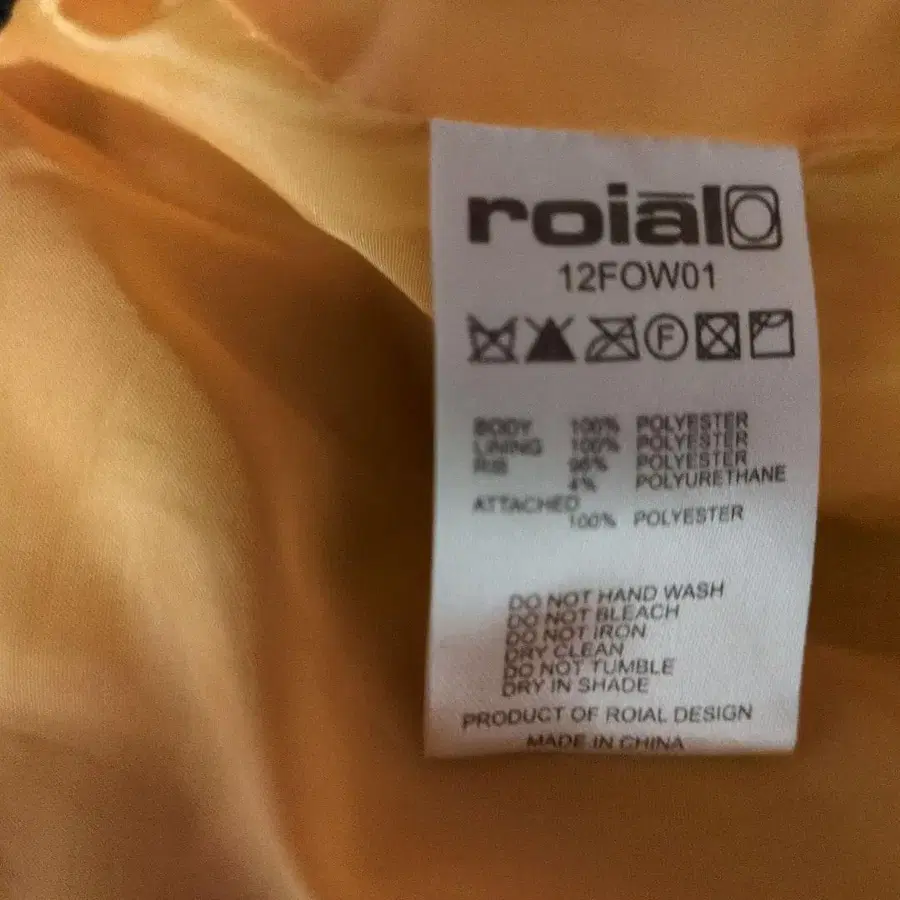 roiāl
12FOW01
F
BODY 100% POLYESTER
LINING 100% POLYESTER
RIB 96% POLYESTER
4% POLYURETHANE
ATTACHED
100% POLYESTER
DO NOT HAND WASH
DO NOT BLEACH
DO NOT IRON
DRY CLEAN
DO NOT TUMBLE
DRY IN SHADE
PRODUCT OF ROIAL DESIGN
MADE IN CHINA